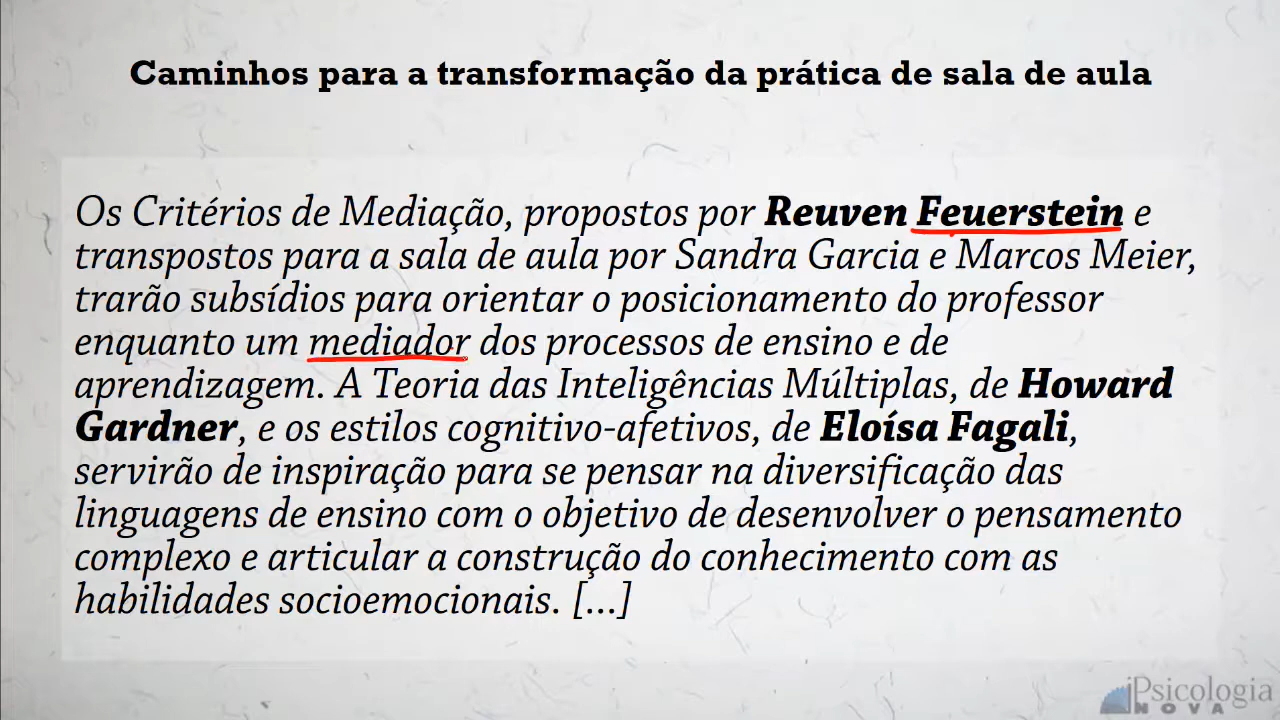 Caminhos para a transformação da prática de sala de aula
Os Critérios de Mediação, propostos por Reuven Feuerstein e
transpostos para a sala de aula por Sandra Garcia e Marcos Meier,
trarão subsídios para orientar o posicionamento do professor
enquanto um mediador dos processos de ensino e de
aprendizagem. A Teoria das Inteligências Múltiplas, de Howard
Gardner, e os estilos cognitivo-afetivos, de Eloísa Fagali,
servirão de inspiração para se pensar na diversificação das
linguagens de ensino com o objetivo de desenvolver o pensamento
complexo e articular a construção do conhecimento com as
habilidades socioemocionais. [...]
Psicologia
NOVA